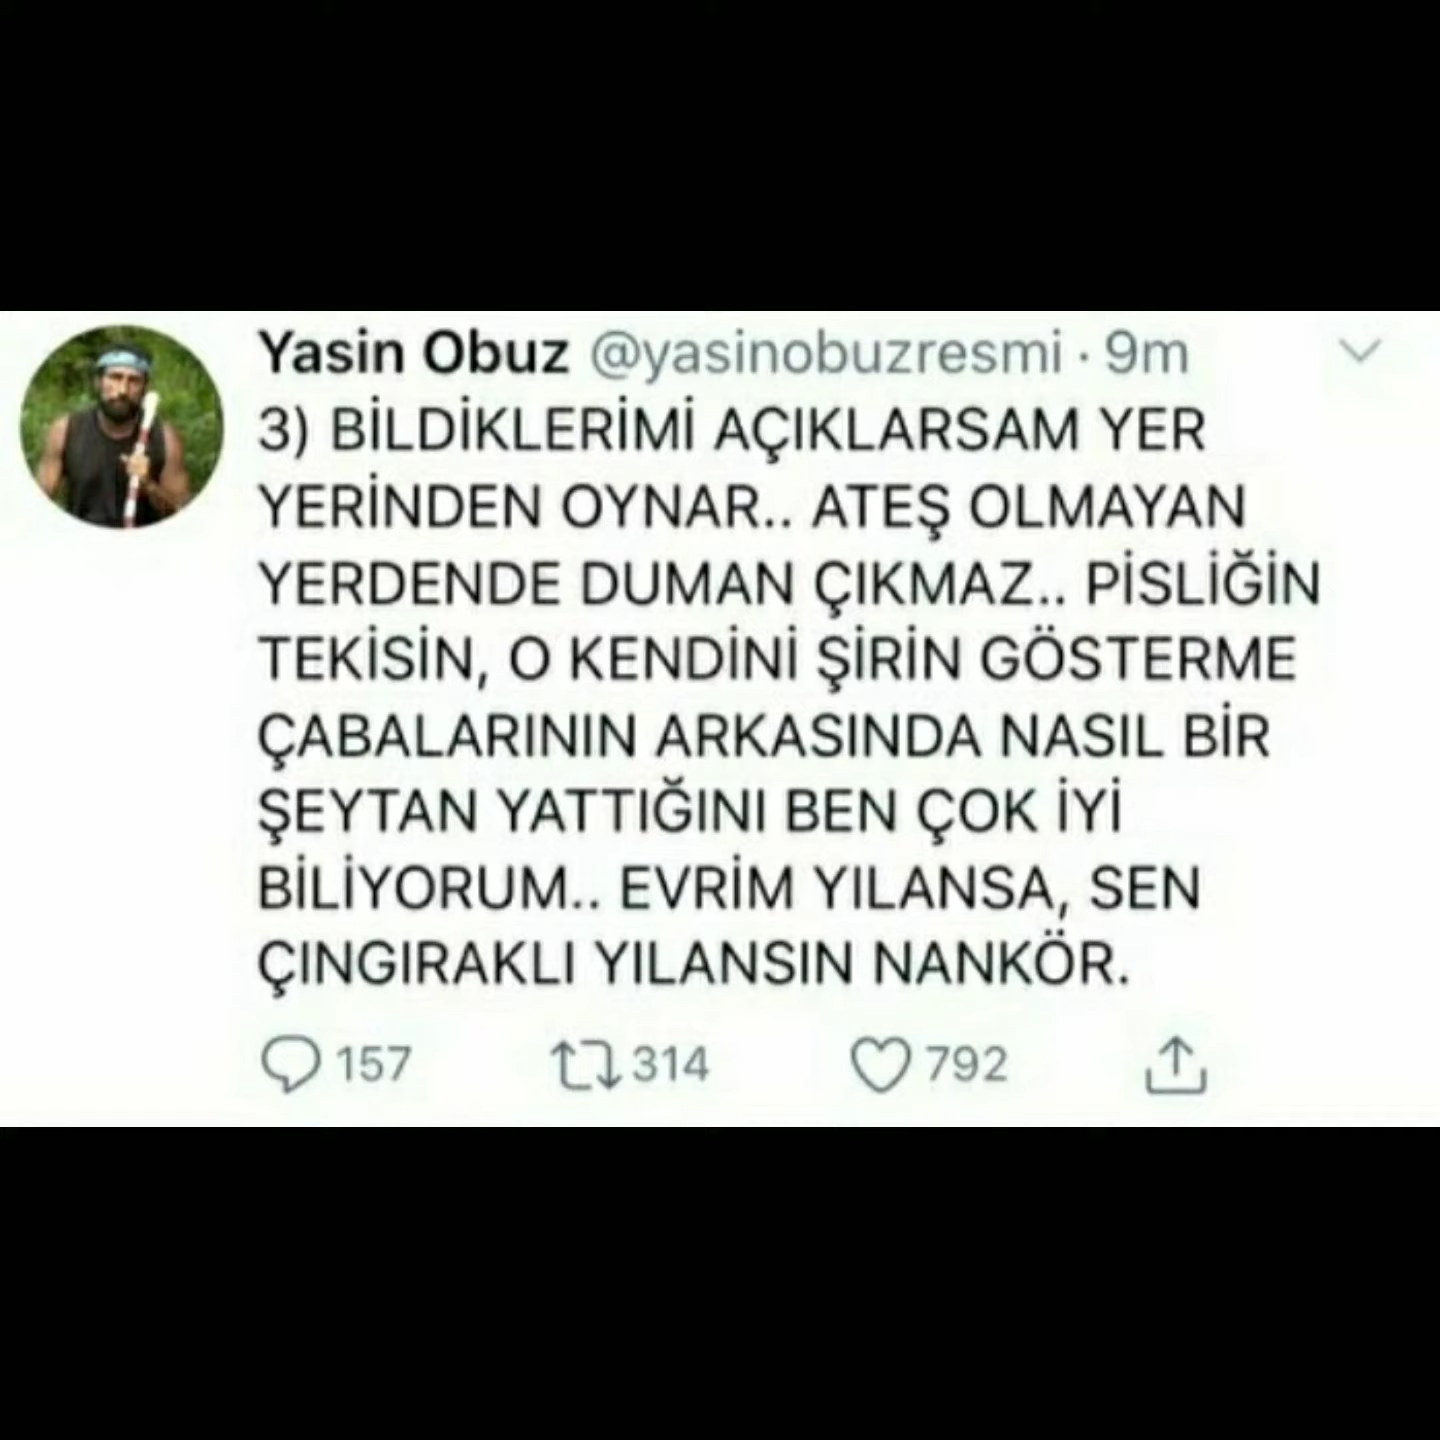 Yasin Obuz @yasinobuzresmi · 9m
3) BİLDİKLERİMİ AÇIKLARSAM YER
YERİNDEN OYNAR.. ATEŞ OLMAYAN
YERDENDE DUMAN ÇIKMAZ.. PİSLİĞİN
TEKİSİN, O KENDİNİ ŞİRİN GÖSTERME
ÇABALARININ ARKASINDA NASIL BİR
ŞEYTAN YATTIĞINI BEN ÇOK İYİ
BİLİYORUM.. EVRİM YILANSA, SEN
ÇINGIRAKLI YILANSIN NANKÖR.
157 314 792